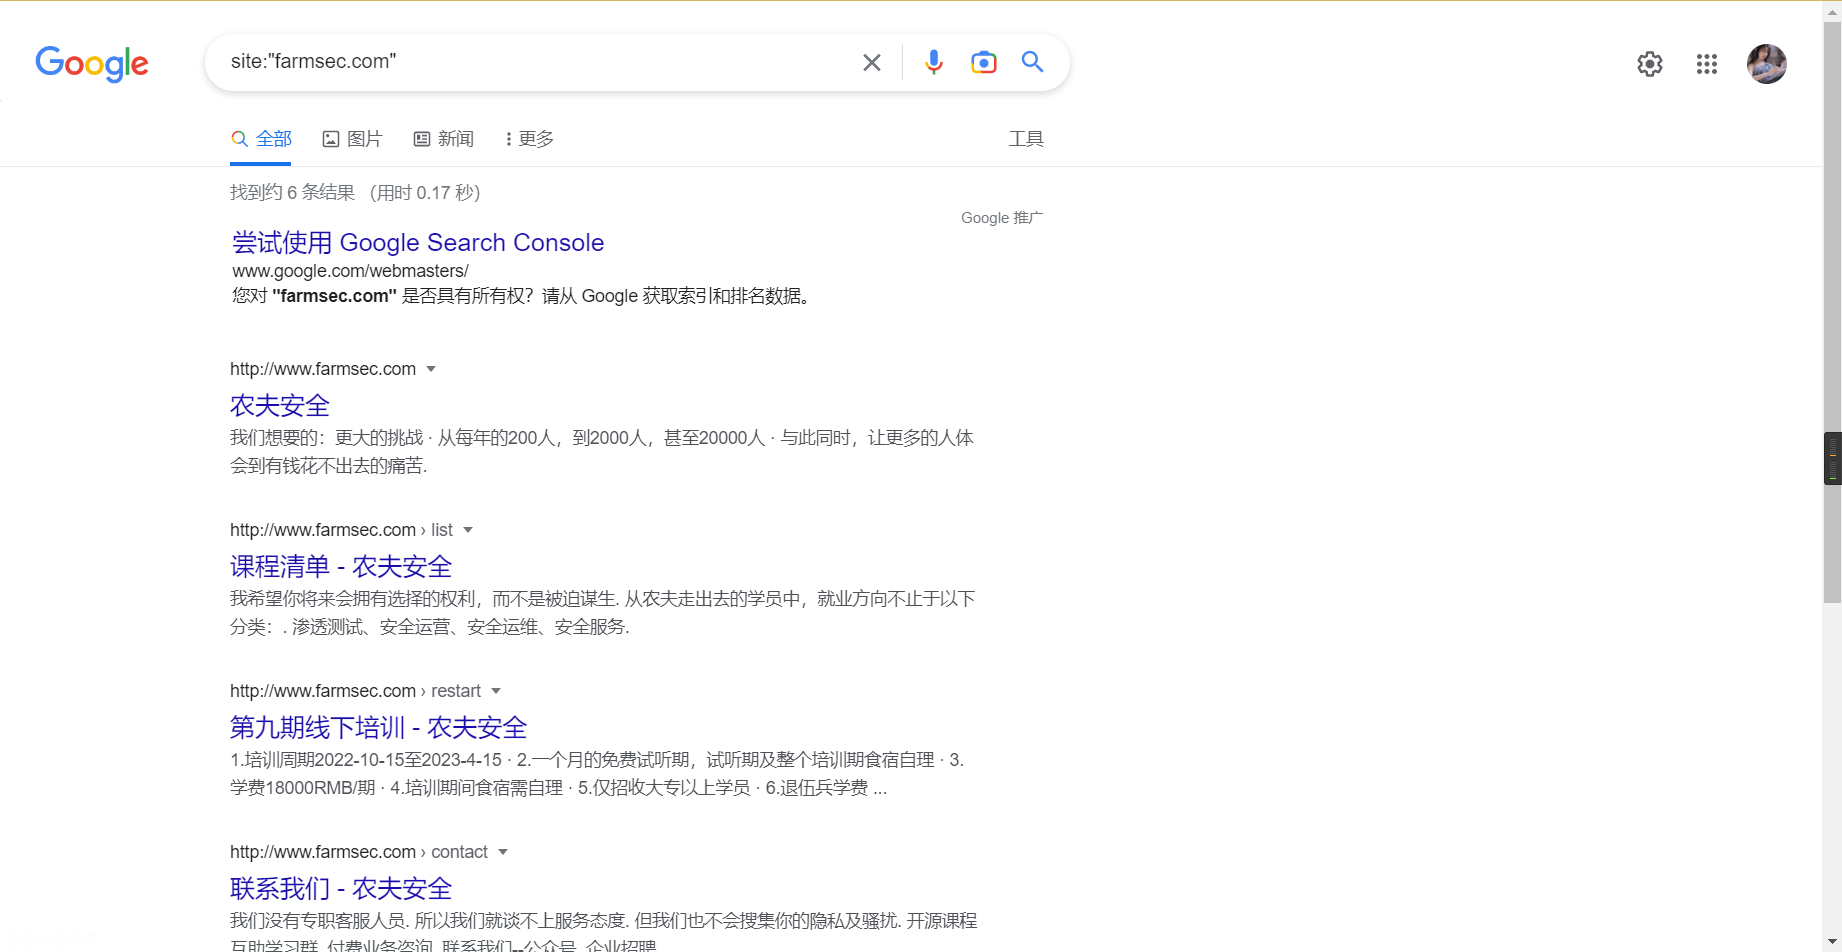 Google
site:"farmsec.com"
全部 图片 新闻 更多 工具
找到约 6 条结果 （用时 0.17 秒）
Google 推广
尝试使用 Google Search Console
www.google.com/webmasters/
您对 "farmsec.com" 是否具有所有权？请从 Google 获取索引和排名数据。
http://www.farmsec.com
农夫安全
我们想要的：更大的挑战 · 从每年的200人，到2000人，甚至20000人 · 与此同时，让更多的人体
会到有钱花不出去的痛苦.
http://www.farmsec.com › list
课程清单 - 农夫安全
我希望你将来会拥有选择的权利，而不是被迫谋生. 从农夫走出去的学员中，就业方向不止于以下
分类：. 渗透测试、安全运营、安全运维、安全服务.
http://www.farmsec.com › restart
第九期线下培训 - 农夫安全
1.培训周期2022-10-15至2023-4-15 · 2.一个月的免费试听期，试听期及整个培训期食宿自理 · 3.
学费18000RMB/期 · 4.培训期间食宿需自理 · 5.仅招收大专以上学员 · 6.退伍兵学费 ...
http://www.farmsec.com › contact
联系我们 - 农夫安全
我们没有专职客服人员. 所以我们就谈不上服务态度. 但我们也不会搜集你的隐私及骚扰. 开源课程
互助学习群. 付费业务咨询. 联系我们--公众号. 企业招聘.